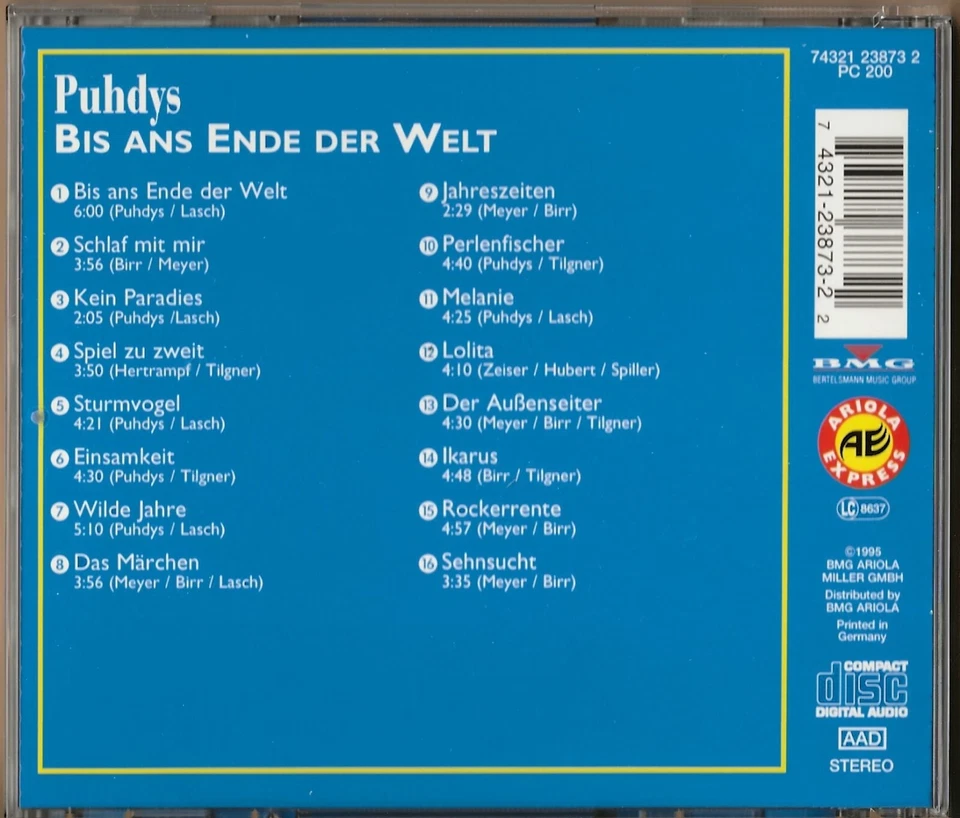 Puhdys
BIS ANS ENDE DER WELT
1 Bis ans Ende der Welt
6:00 (Puhdys / Lasch)
2 Schlaf mit mir
3:56 (Birr / Meyer)
3 Kein Paradies
2:05 (Puhdys /Lasch)
4 Spiel zu zweit
3:50 (Hertrampf / Tilgner)
5 Sturmvogel
4:21 (Puhdys / Lasch)
6 Einsamkeit
4:30 (Puhdys / Tilgner)
7 Wilde Jahre
5:10 (Puhdys / Lasch)
8 Das Märchen
3:56 (Meyer / Birr / Lasch)
9 Jahreszeiten
2:29 (Meyer / Birr)
10 Perlenfischer
4:40 (Puhdys / Tilgner)
11 Melanie
4:25 (Puhdys / Lasch)
12 Lolita
4:10 (Zeiser / Hubert / Spiller)
13 Der Außenseiter
4:30 (Meyer / Birr / Tilgner)
14 Ikarus
4:48 (Birr / Tilgner)
15 Rockerrente
4:57 (Meyer / Birr)
16 Sehnsucht
3:35 (Meyer / Birr)
74321 23873 2
PC 200
7 4321-23873-2 2
BMG
BERTELSMANN MUSIC GROUP
ARIOLA
AE
EXPRESS
LC 8637
©1995
BMG ARIOLA
MILLER GMBH
Distributed by
BMG ARIOLA
Printed in
Germany
COMPACT
disc
DIGITAL AUDIO
AAD
STEREO